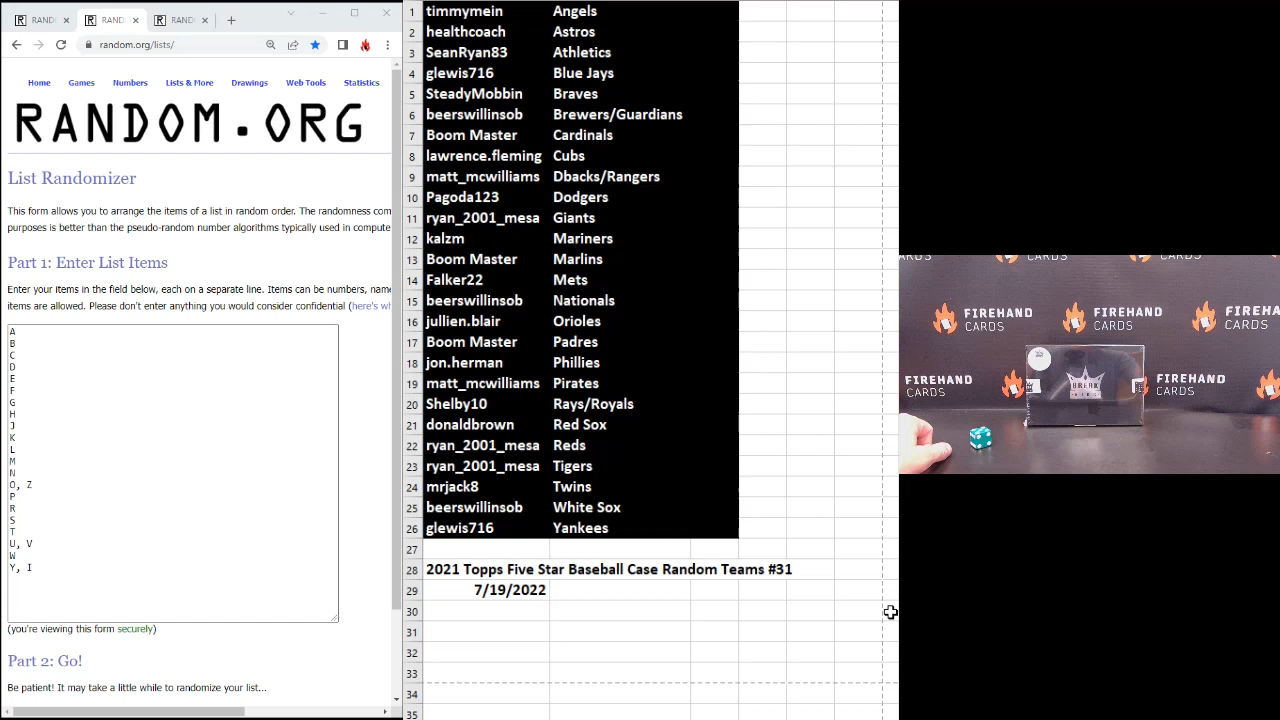 RAND
RAND
RAND
random.org/lists/
Home Games Numbers Lists & More Drawings Web Tools Statistics
RANDOM.ORG
List Randomizer
This form allows you to arrange the items of a list in random order. The randomness com
purposes is better than the pseudo-random number algorithms typically used in compute
Part 1: Enter List Items
Enter your items in the field below, each on a separate line. Items can be numbers, name
items are allowed. Please don't enter anything you would consider confidential (here's wh
A
B
C
D
E
F
G
H
J
K
L
M
N
O, Z
P
R
S
T
U, V
W
Y, I
(you're viewing this form securely)
Part 2: Go!
Be patient! It may take a little while to randomize your list...
1 timmymein Angels
2 healthcoach Astros
3 SeanRyan83 Athletics
4 glewis716 Blue Jays
5 SteadyMobbin Braves
6 beerswillinsob Brewers/Guardians
7 Boom Master Cardinals
8 lawrence.fleming Cubs
9 matt_mcwilliams Dbacks/Rangers
10 Pagoda123 Dodgers
11 ryan_2001_mesa Giants
12 kalzm Mariners
13 Boom Master Marlins
14 Falker22 Mets
15 beerswillinsob Nationals
16 jullien.blair Orioles
17 Boom Master Padres
18 jon.herman Phillies
19 matt_mcwilliams Pirates
20 Shelby10 Rays/Royals
21 donaldbrown Red Sox
22 ryan_2001_mesa Reds
23 ryan_2001_mesa Tigers
24 mrjack8 Twins
25 beerswillinsob White Sox
26 glewis716 Yankees
27
28 2021 Topps Five Star Baseball Case Random Teams #31
29 7/19/2022
30
31
32
33
34
35
CARDS
CARDS
FIREHAND
CARDS
FIREHAND
CARDS
FIREHA
CARDS
FIREHAND
CARDS
BREAK
KING
FIREHAND
CARDS